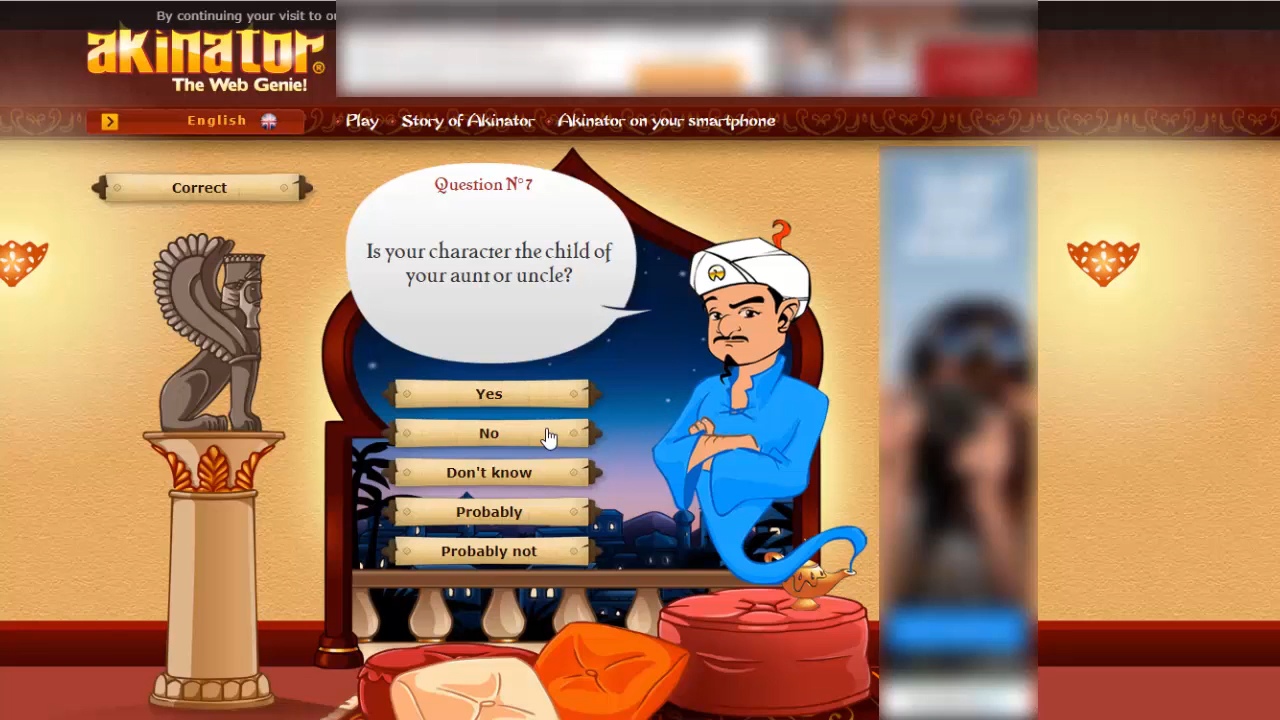 By continuing your visit to ou
akinator®
The Web Genie!
English
Play · Story of Akinator · Akinator on your smartphone
Correct
Question N°7
Is your character the child of
your aunt or uncle?
Yes
No
Don't know
Probably
Probably not